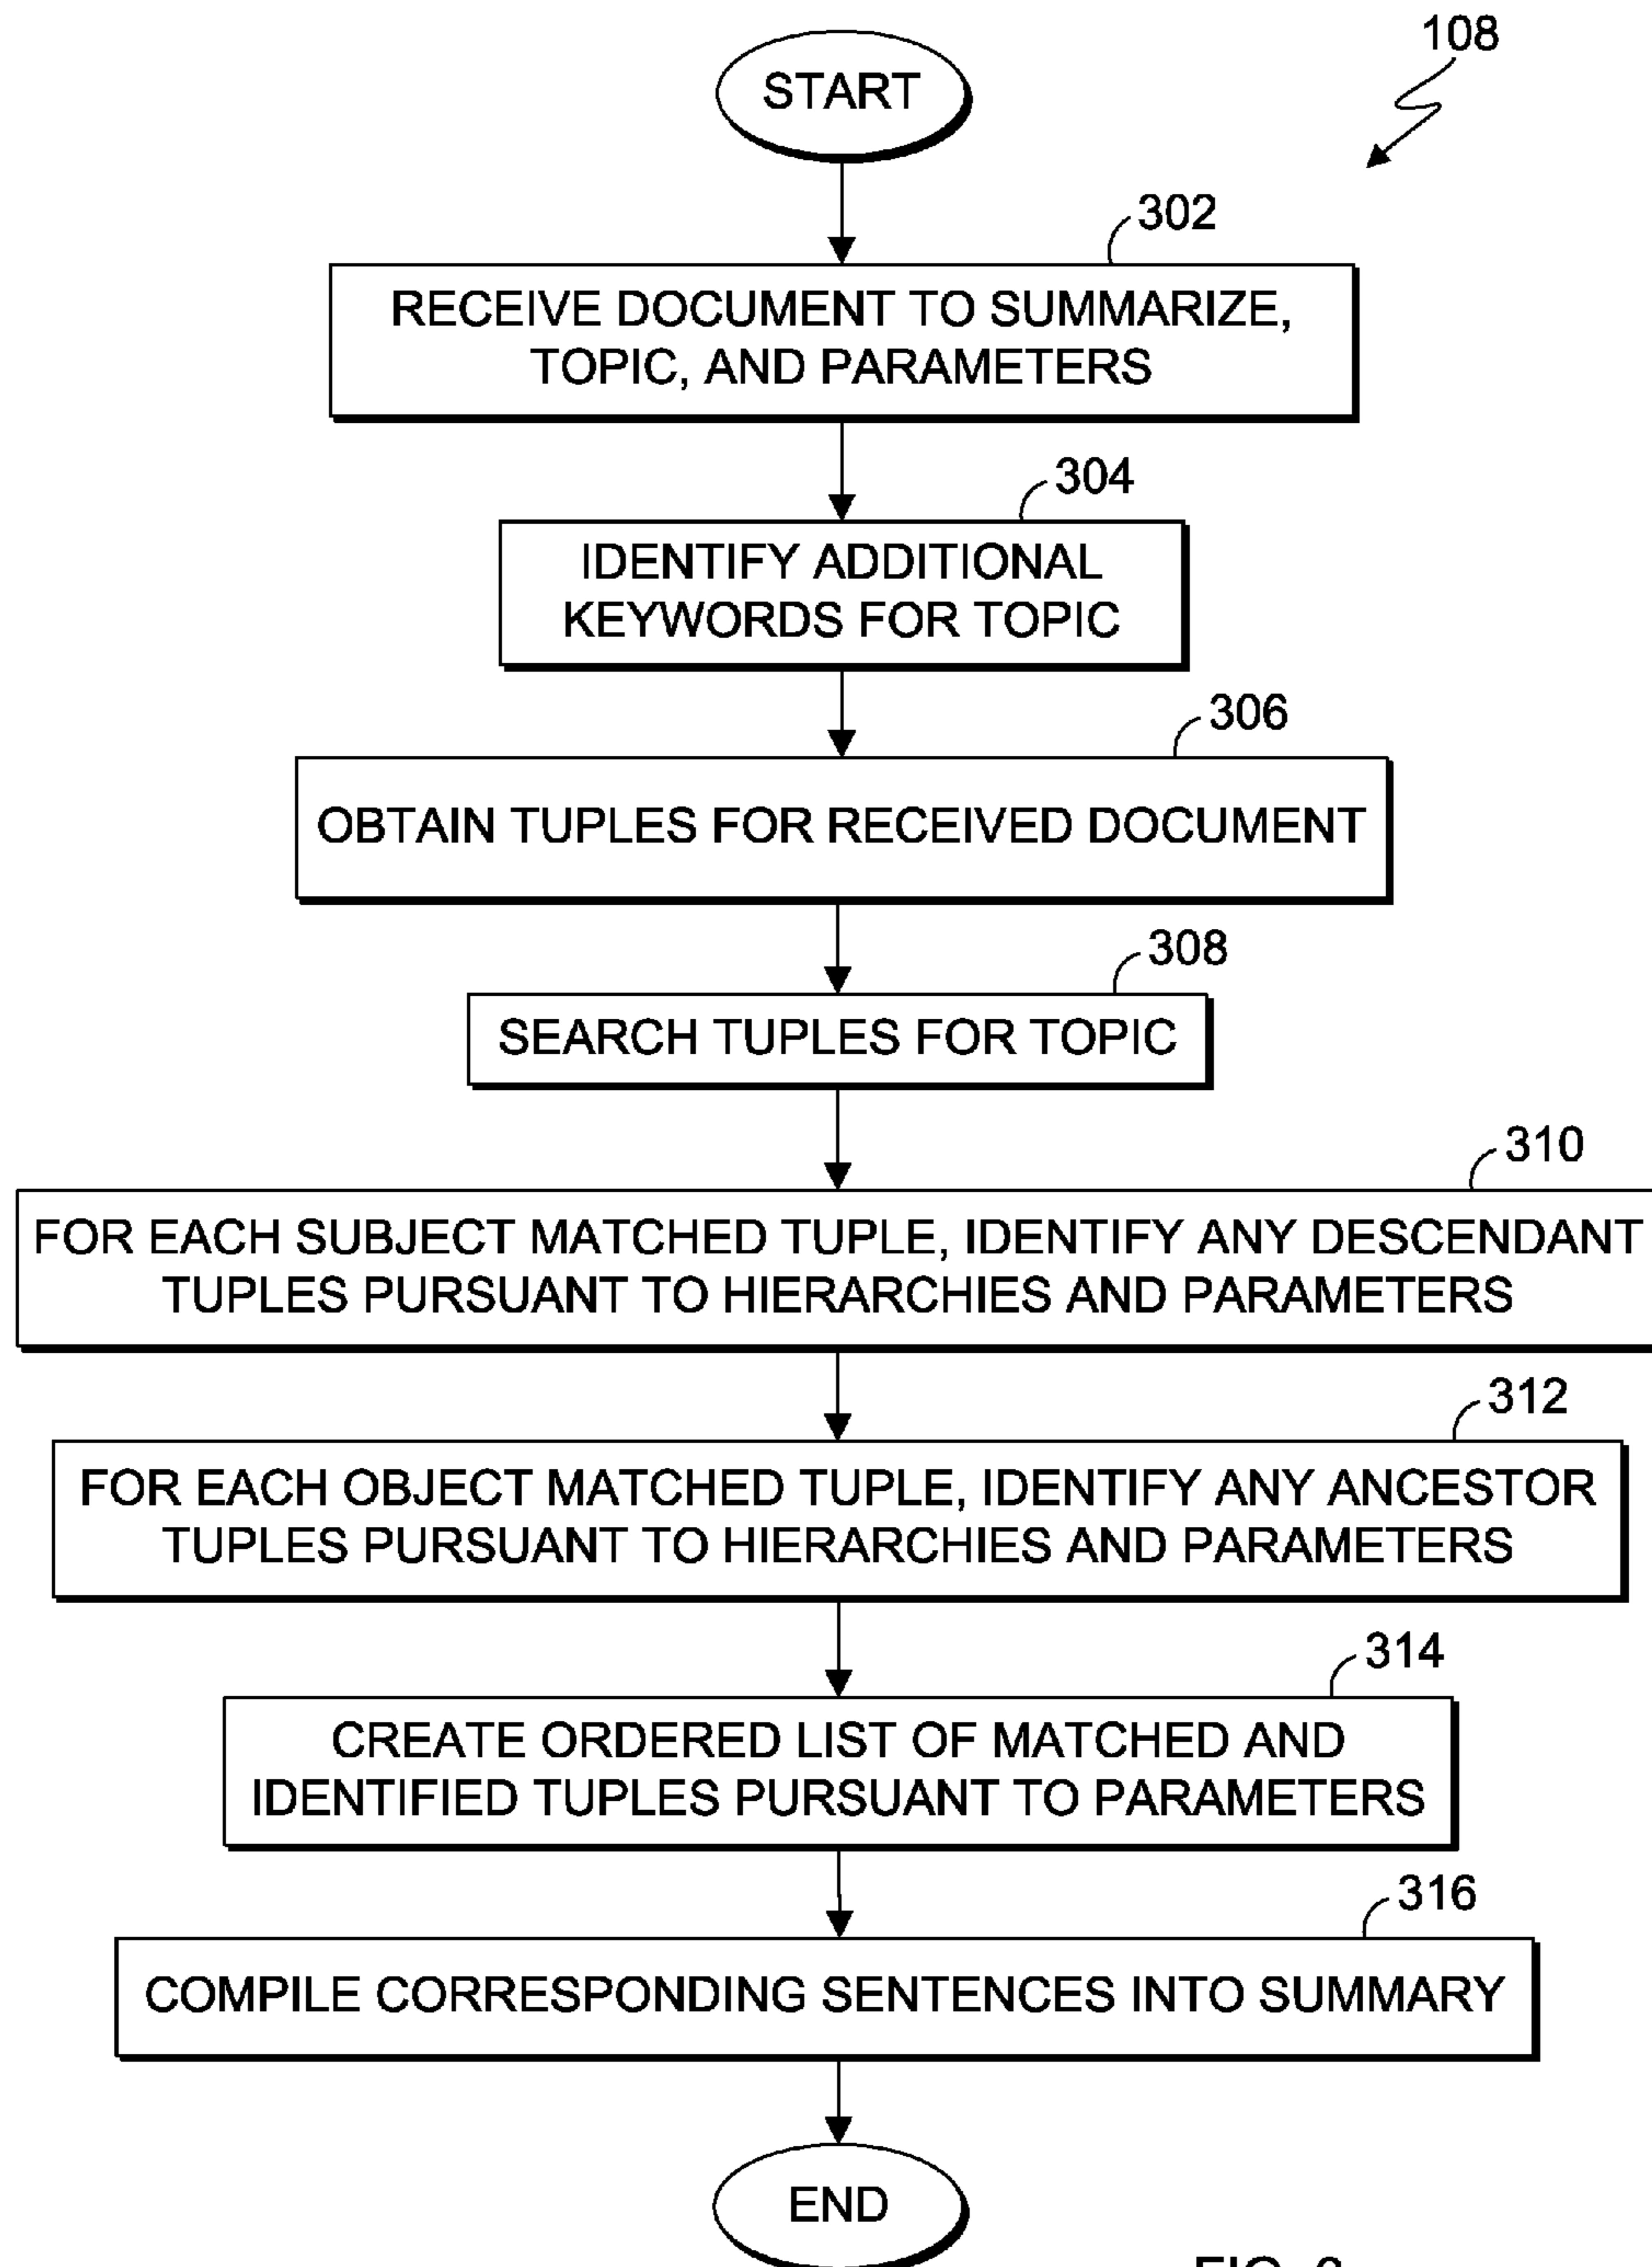 START
108
302
RECEIVE DOCUMENT TO SUMMARIZE,
TOPIC, AND PARAMETERS
304
IDENTIFY ADDITIONAL
KEYWORDS FOR TOPIC
306
OBTAIN TUPLES FOR RECEIVED DOCUMENT
308
SEARCH TUPLES FOR TOPIC
310
FOR EACH SUBJECT MATCHED TUPLE, IDENTIFY ANY DESCENDANT
TUPLES PURSUANT TO HIERARCHIES AND PARAMETERS
312
FOR EACH OBJECT MATCHED TUPLE, IDENTIFY ANY ANCESTOR
TUPLES PURSUANT TO HIERARCHIES AND PARAMETERS
314
CREATE ORDERED LIST OF MATCHED AND
IDENTIFIED TUPLES PURSUANT TO PARAMETERS
316
COMPILE CORRESPONDING SENTENCES INTO SUMMARY
END
FIG.